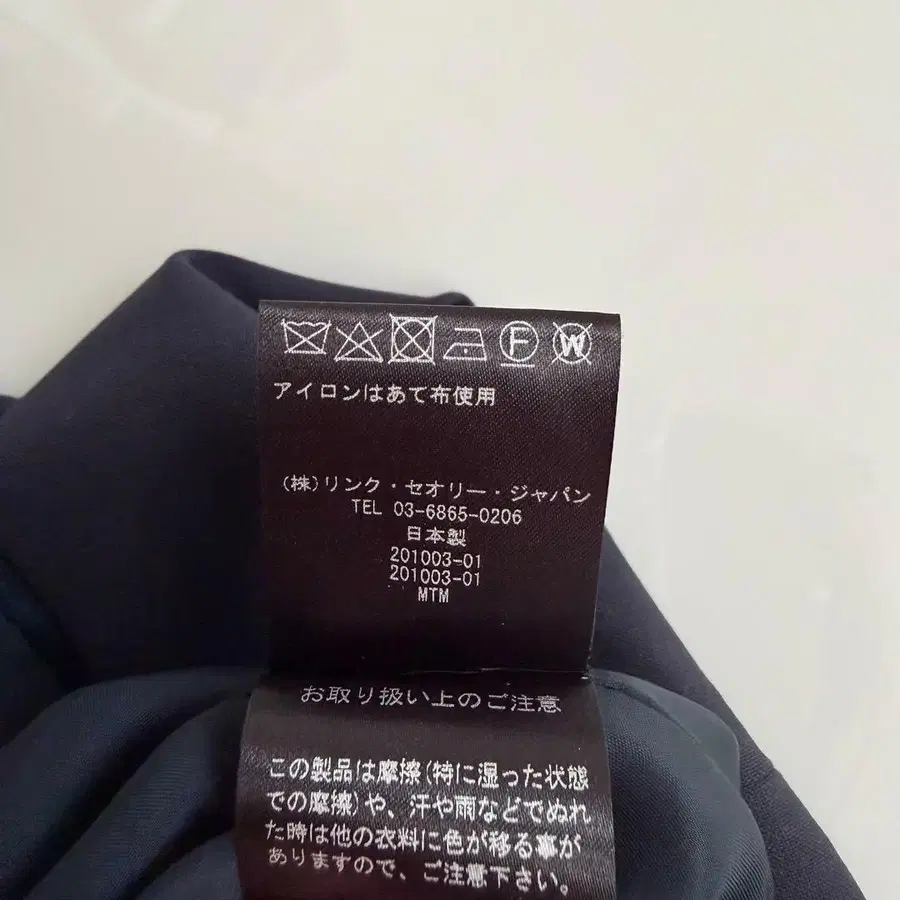 F W
アイロンはあて布使用
(株)リンク・セオリー・ジャパン
TEL 03-6865-0206
日本製
201003-01
201003-01
MTM
お取り扱い上のご注意
この製品は摩擦(特に湿った状態
での摩擦)や、汗や雨などでぬれ
た時は他の衣料に色が移る事が
ありますので、ご注意下さい。